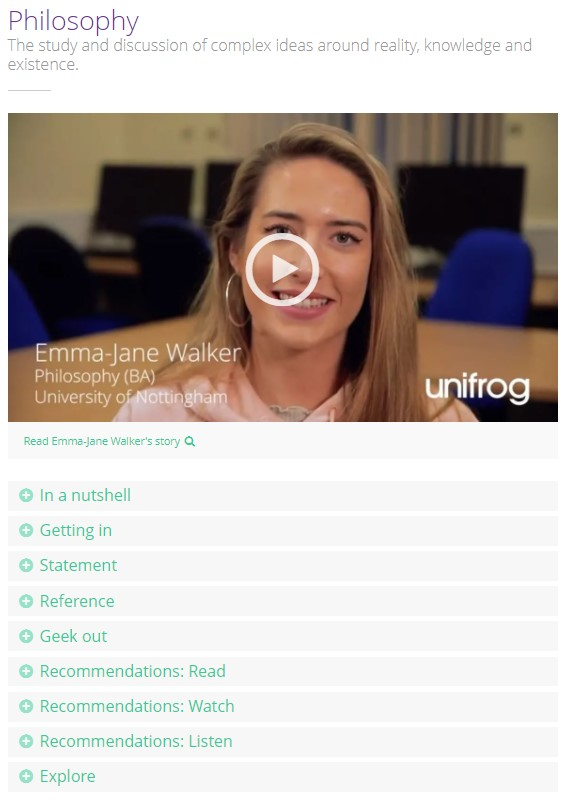 Philosophy
The study and discussion of complex ideas around reality, knowledge and
existence.
Emma-Jane Walker
Philosophy (BA)
University of Nottingham
unifrog
Read Emma-Jane Walker's story
In a nutshell
Getting in
Statement
Reference
Geek out
Recommendations: Read
Recommendations: Watch
Recommendations: Listen
Explore